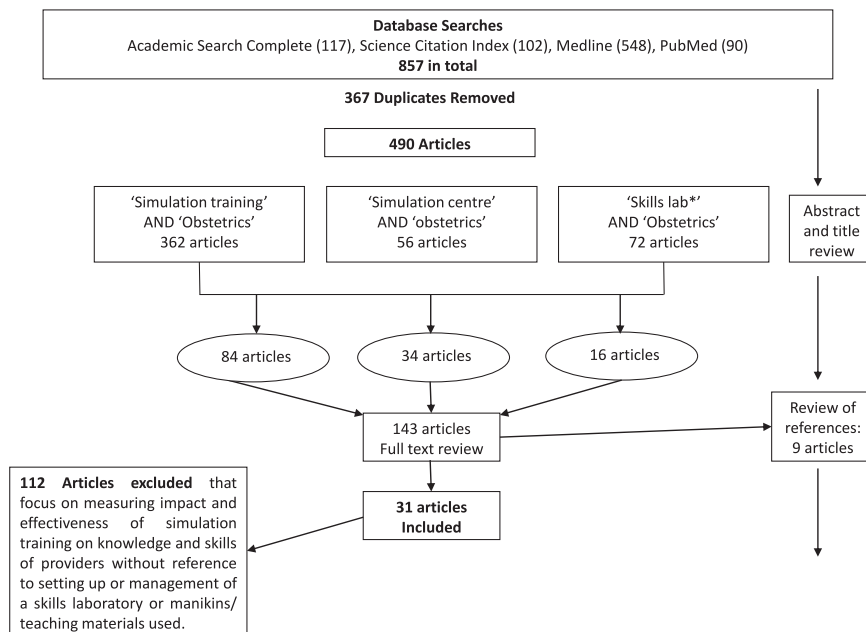 Database Searches
Academic Search Complete (117), Science Citation Index (102), Medline (548), PubMed (90)
857 in total
367 Duplicates Removed
490 Articles
‘Simulation training’
AND ‘Obstetrics’
362 articles
‘Simulation centre’
AND ‘obstetrics’
56 articles
‘Skills lab*’
AND ‘Obstetrics’
72 articles
Abstract
and title
review
84 articles
34 articles
16 articles
143 articles
Full text review
Review of
references:
9 articles
31 articles
Included
112 Articles excluded that
focus on measuring impact and
effectiveness of simulation
training on knowledge and skills
of providers without reference
to setting up or management of
a skills laboratory or manikins/
teaching materials used.